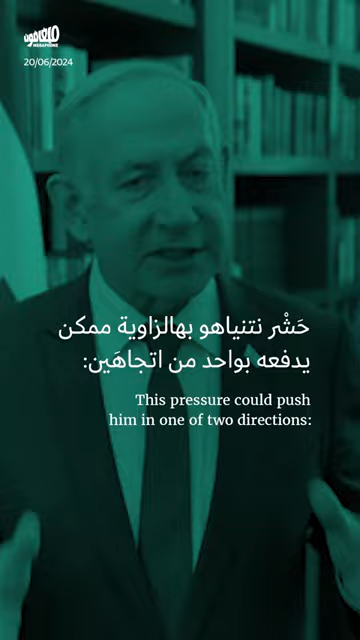 ميغافون
MEGAPHONE
20/06/2024
حَشْر نتنياهو بهالزاوية ممكن
يدفعه بواحد من اتجاهَين:
This pressure could push
him in one of two directions: